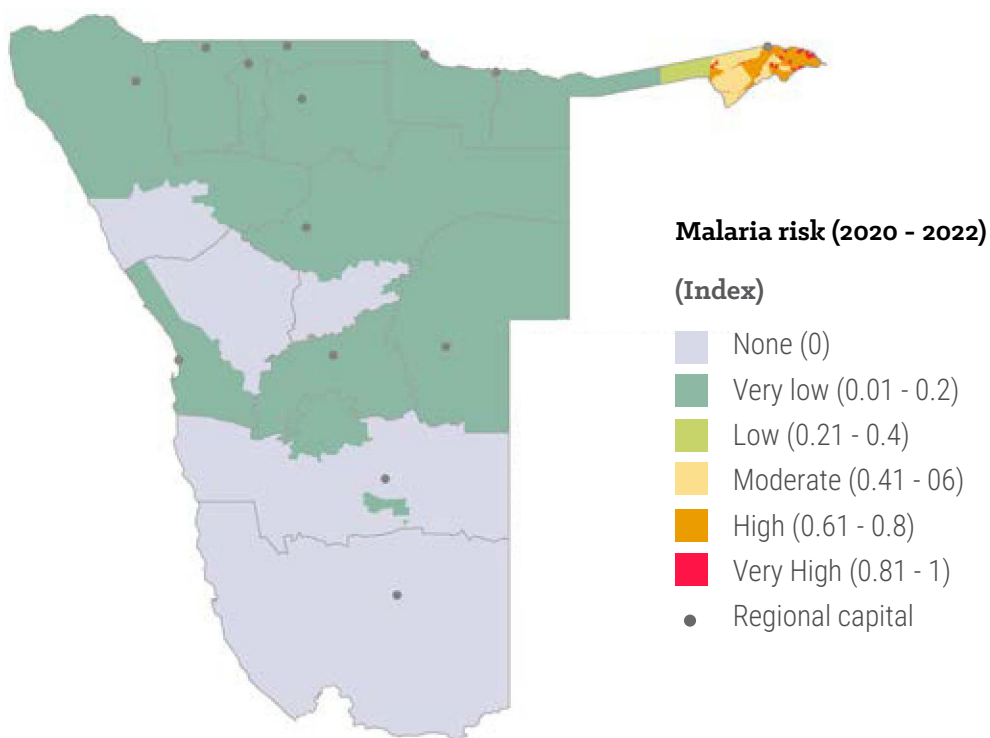 Malaria risk (2020 - 2022)
(Index)
None (0)
Very low (0.01 - 0.2)
Low (0.21 - 0.4)
Moderate (0.41 - 06)
High (0.61 - 0.8)
Very High (0.81 - 1)
Regional capital